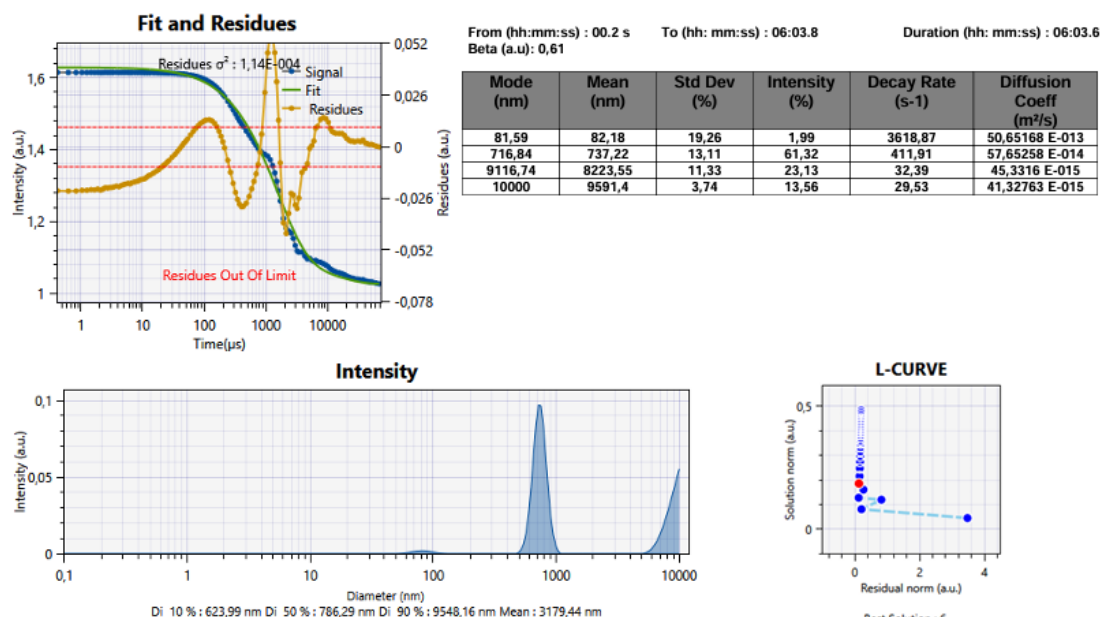 Fit and Residues
From (hh:mm:ss) : 00.2 s To (hh: mm:ss) : 06:03.8 Duration (hh: mm:ss) : 06:03.6
Beta (a.u): 0,61
Residues σ² : 1,14E-004
Signal
Fit
Residues
Residues Out Of Limit
Intensity (a.u.)
1,6
1,4
1,2
1
0,052
0,026
0
-0,026
-0,052
-0,078
Residues (a.u.)
1 10 100 1000 10000
Time(µs)
Mode (nm) Mean (nm) Std Dev (%) Intensity (%) Decay Rate (s-1) Diffusion Coeff (m²/s)
81,59 82,18 19,26 1,99 3618,87 50,65168 E-013
716,84 737,22 13,11 61,32 411,91 57,65258 E-014
9116,74 8223,55 11,33 23,13 32,39 45,3316 E-015
10000 9591,4 3,74 13,56 29,53 41,32763 E-015
Intensity
Intensity (a.u.)
0,1
0,05
0
0,1 1 10 100 1000 10000
Diameter (nm)
Di 10 % : 623,99 nm Di 50 % : 786,29 nm Di 90 % : 9548,16 nm Mean : 3179,44 nm
L-CURVE
Solution norm (a.u.)
0,5
0
0 2 4
Residual norm (a.u.)